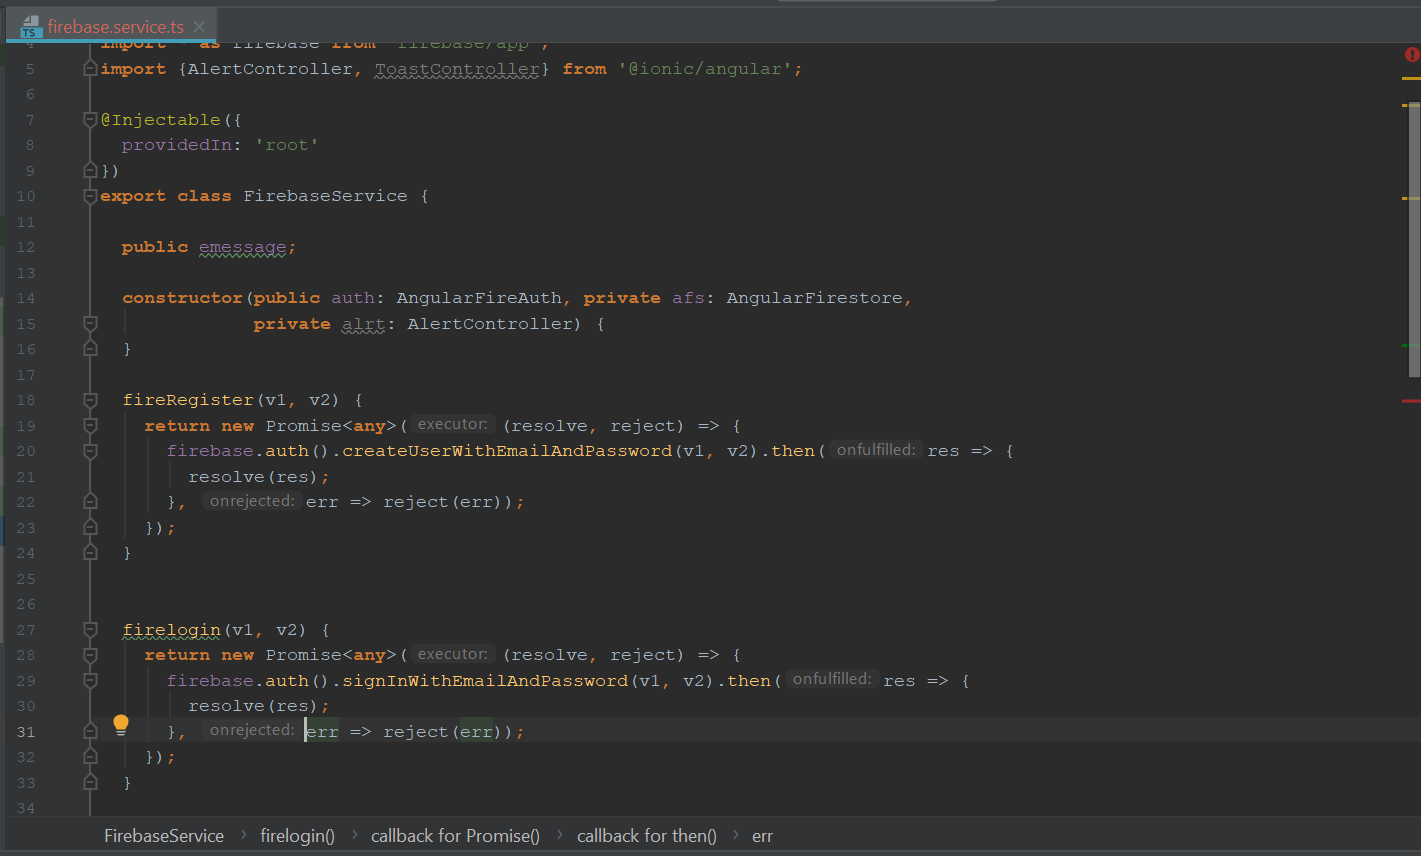 TS firebase.service.ts ×
4 import * as firebase from 'firebase/app';
5 import {AlertController, ToastController} from '@ionic/angular';
6
7 @Injectable({
8 providedIn: 'root'
9 })
10 export class FirebaseService {
11
12 public emessage;
13
14 constructor(public auth: AngularFireAuth, private afs: AngularFirestore,
15 private alrt: AlertController) {
16 }
17
18 fireRegister(v1, v2) {
19 return new Promise<any>( executor: (resolve, reject) => {
20 firebase.auth().createUserWithEmailAndPassword(v1, v2).then( onfulfilled: res => {
21 resolve(res);
22 }, onrejected: err => reject(err));
23 });
24 }
25
26
27 firelogin(v1, v2) {
28 return new Promise<any>( executor: (resolve, reject) => {
29 firebase.auth().signInWithEmailAndPassword(v1, v2).then( onfulfilled: res => {
30 resolve(res);
31 }, onrejected: err => reject(err));
32 });
33 }
34
FirebaseService › firelogin() › callback for Promise() › callback for then() › err